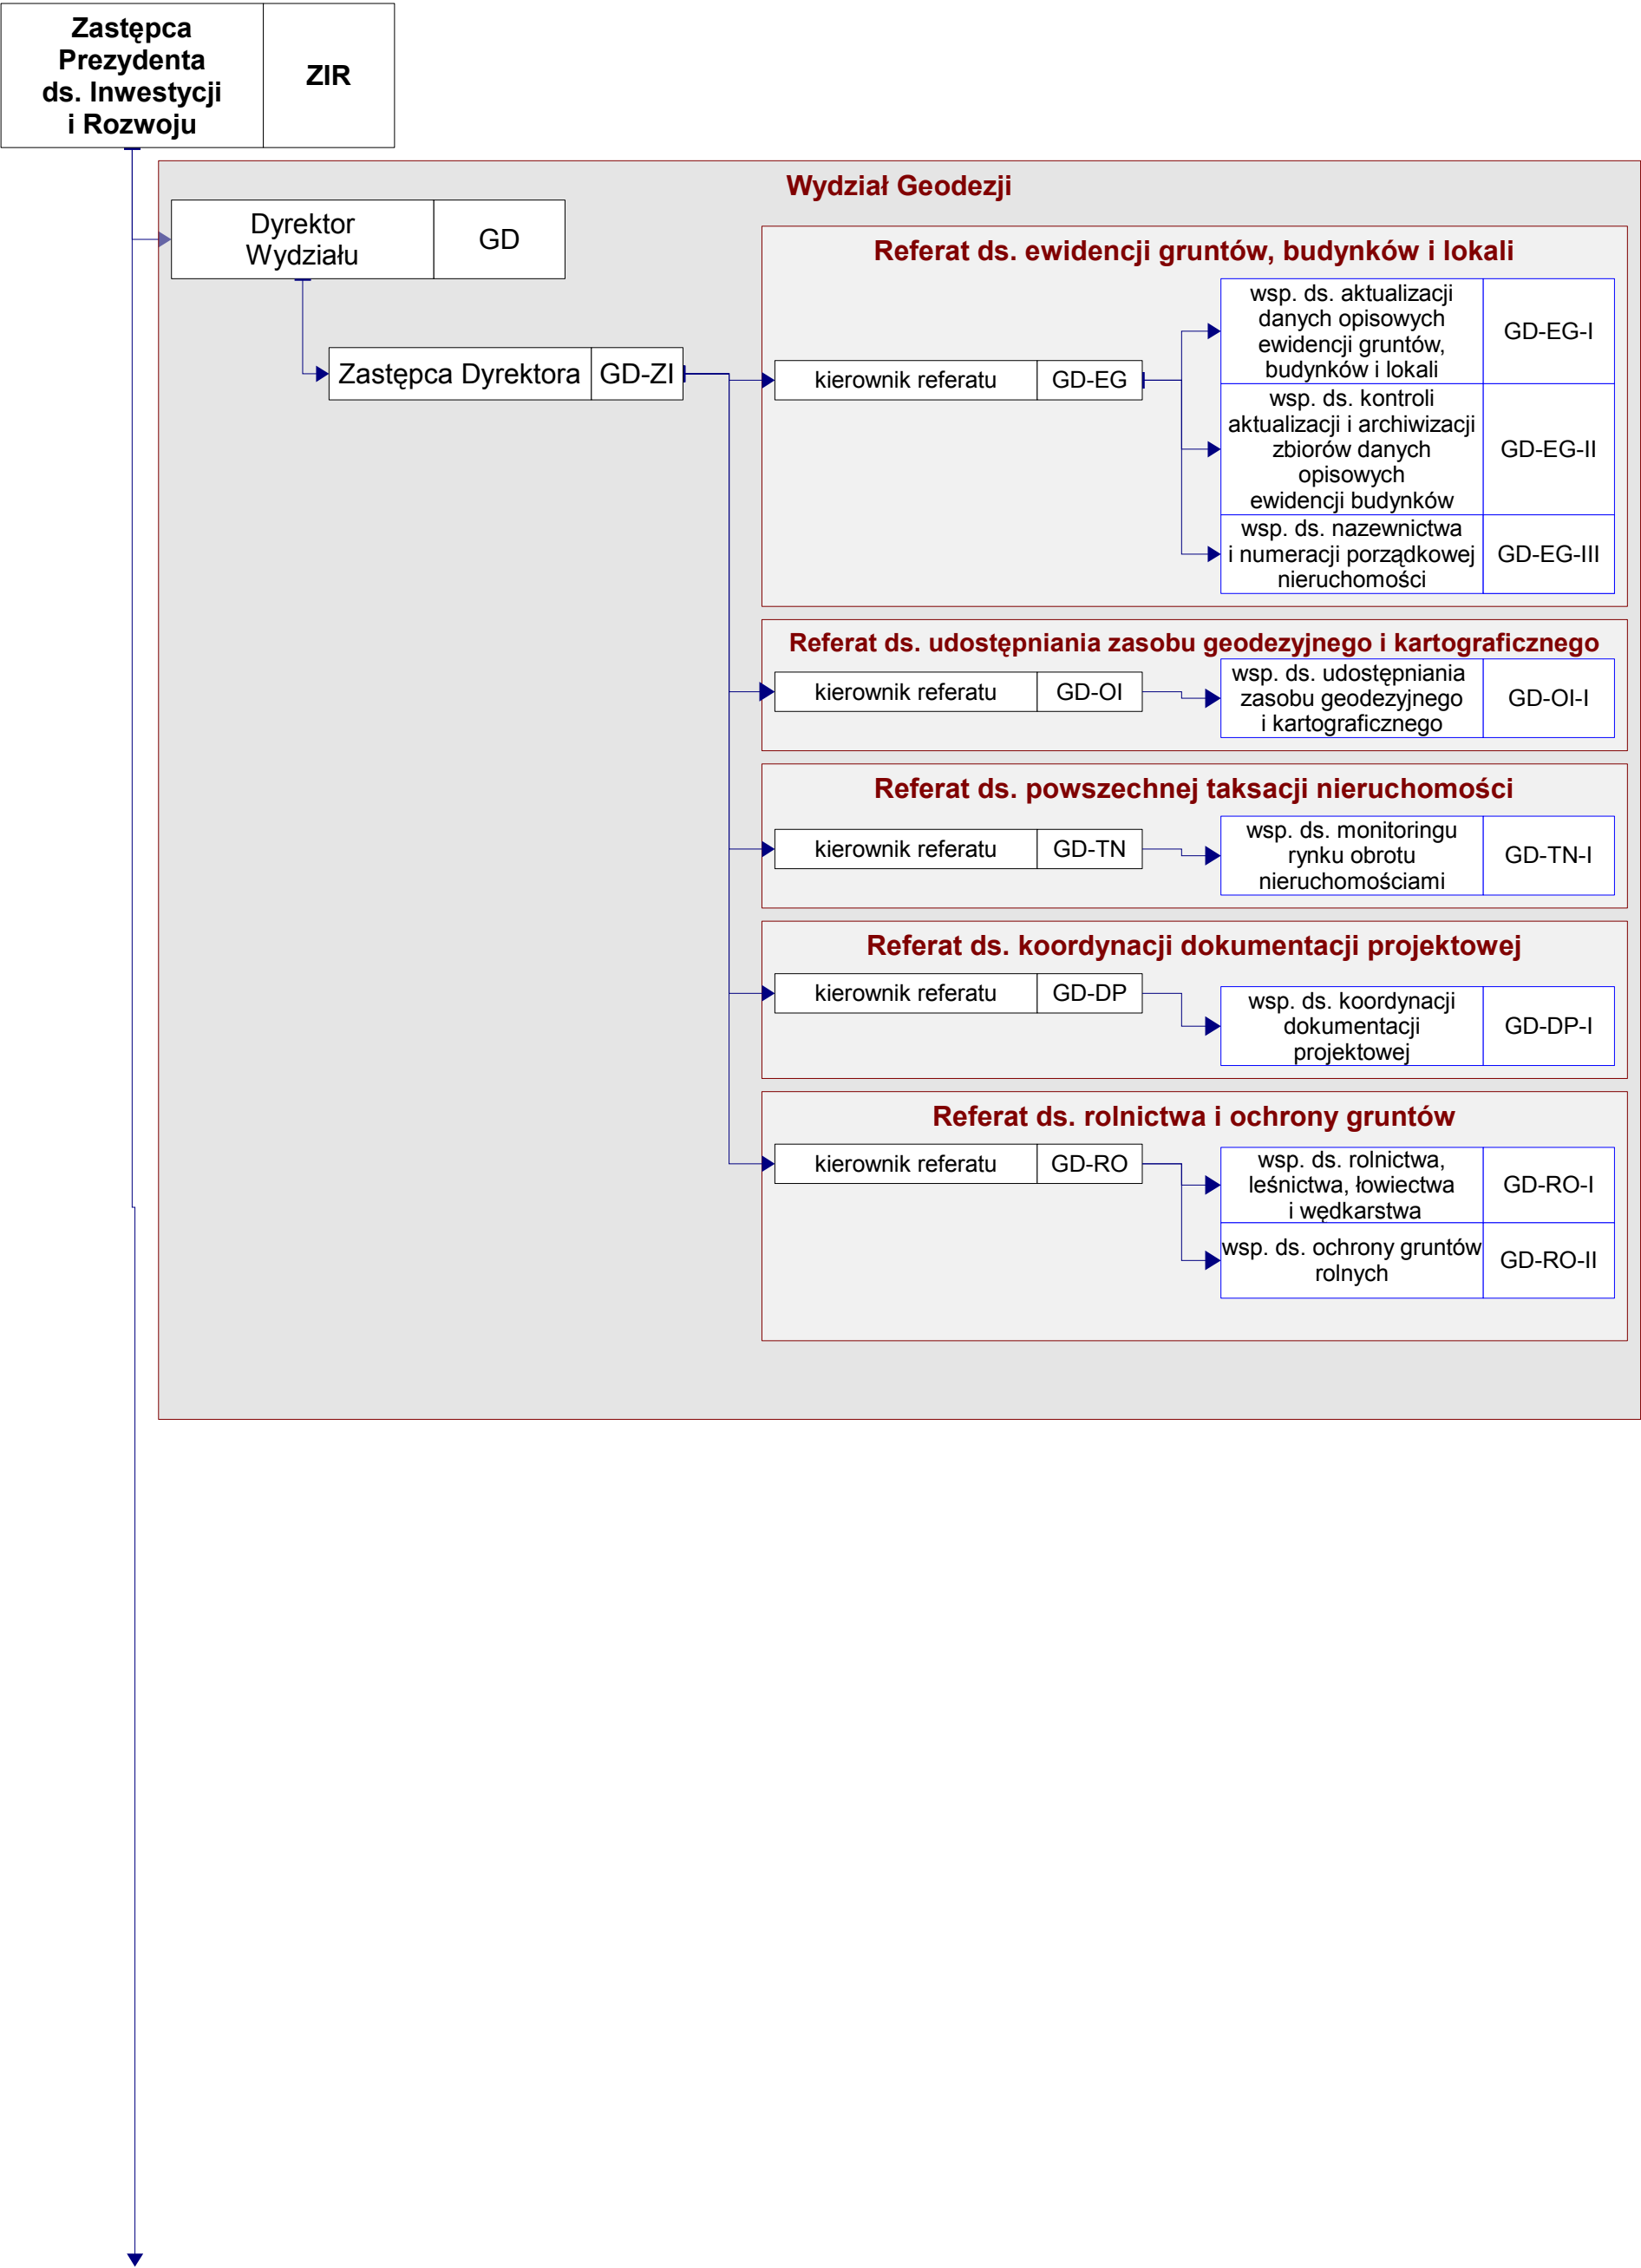 Zastępca
Prezydenta
ds. Inwestycji
i Rozwoju
ZIR
Wydział Geodezji
Dyrektor
Wydziału
GD
Zastępca Dyrektora
GD-ZI
Referat ds. ewidencji gruntów, budynków i lokali
kierownik referatu
GD-EG
wsp. ds. aktualizacji
danych opisowych
ewidencji gruntów,
budynków i lokali
GD-EG-I
wsp. ds. kontroli
aktualizacji i archiwizacji
zbiorów danych
opisowych
ewidencji budynków
GD-EG-II
wsp. ds. nazewnictwa
i numeracji porządkowej
nieruchomości
GD-EG-III
Referat ds. udostępniania zasobu geodezyjnego i kartograficznego
kierownik referatu
GD-OI
wsp. ds. udostępniania
zasobu geodezyjnego
i kartograficznego
GD-OI-I
Referat ds. powszechnej taksacji nieruchomości
kierownik referatu
GD-TN
wsp. ds. monitoringu
rynku obrotu
nieruchomościami
GD-TN-I
Referat ds. koordynacji dokumentacji projektowej
kierownik referatu
GD-DP
wsp. ds. koordynacji
dokumentacji
projektowej
GD-DP-I
Referat ds. rolnictwa i ochrony gruntów
kierownik referatu
GD-RO
wsp. ds. rolnictwa,
leśnictwa, łowiectwa
i wędkarstwa
GD-RO-I
wsp. ds. ochrony gruntów
rolnych
GD-RO-II